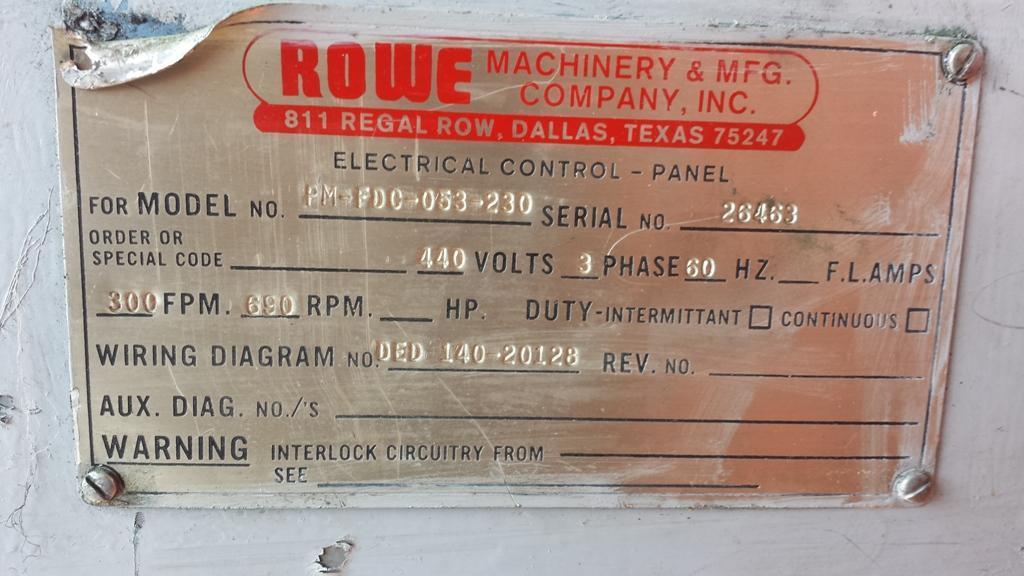 ROWE MACHINERY & MFG.
COMPANY, INC.
811 REGAL ROW, DALLAS, TEXAS 75247
ELECTRICAL CONTROL - PANEL
FOR MODEL NO. PM-FDC-053-230 SERIAL NO. 26463
ORDER OR
SPECIAL CODE 440 VOLTS 3 PHASE 60 HZ. F.L.AMPS
300 FPM. 690 RPM. HP. DUTY-INTERMITTANT CONTINUOUS
WIRING DIAGRAM NO. DED 140-20128 REV. NO.
AUX. DIAG. NO./'S
WARNING INTERLOCK CIRCUITRY FROM
SEE